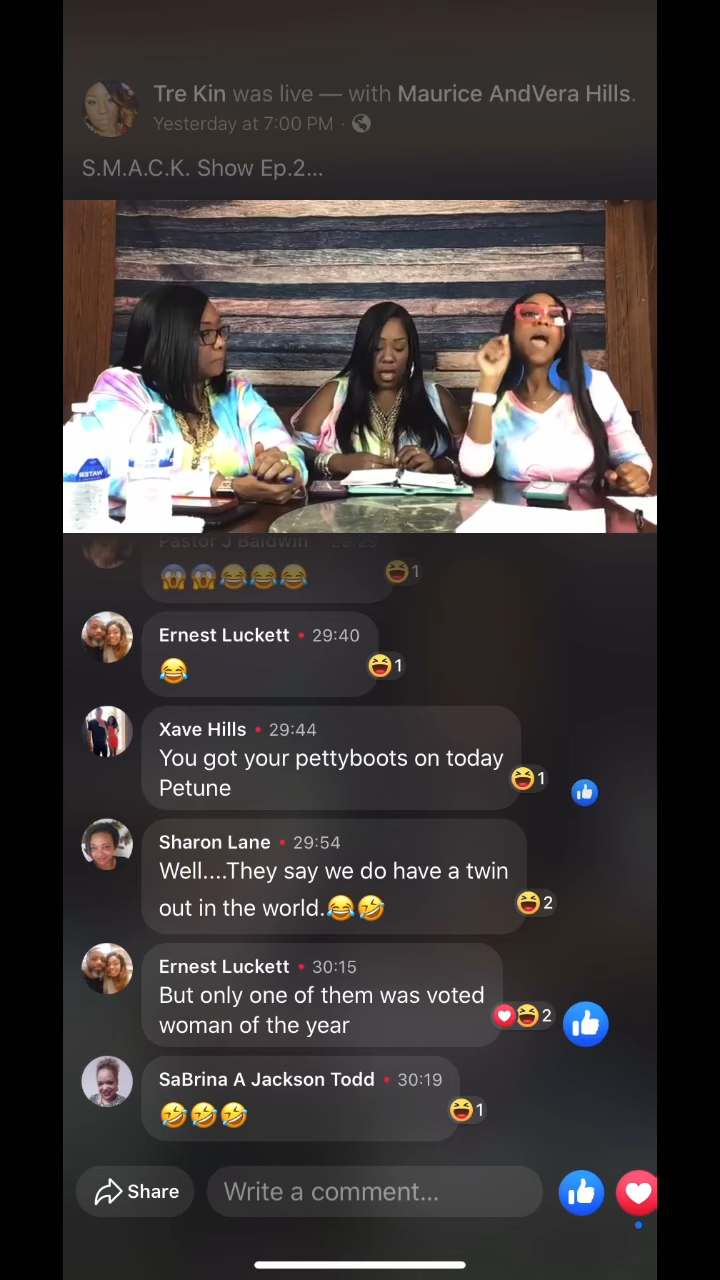 Tre Kin was live — with Maurice AndVera Hills.
Yesterday at 7:00 PM ·
S.M.A.C.K. Show Ep.2...
WATER
Pastor J Baldwin 29:29
😱😱😂😂😂
1
Ernest Luckett • 29:40
😂
1
Xave Hills • 29:44
You got your pettyboots on today
Petune
1
Sharon Lane • 29:54
Well....They say we do have a twin
out in the world.😂🤣
2
Ernest Luckett • 30:15
But only one of them was voted
woman of the year
2
SaBrina A Jackson Todd • 30:19
🤣🤣🤣
1
Share
Write a comment...